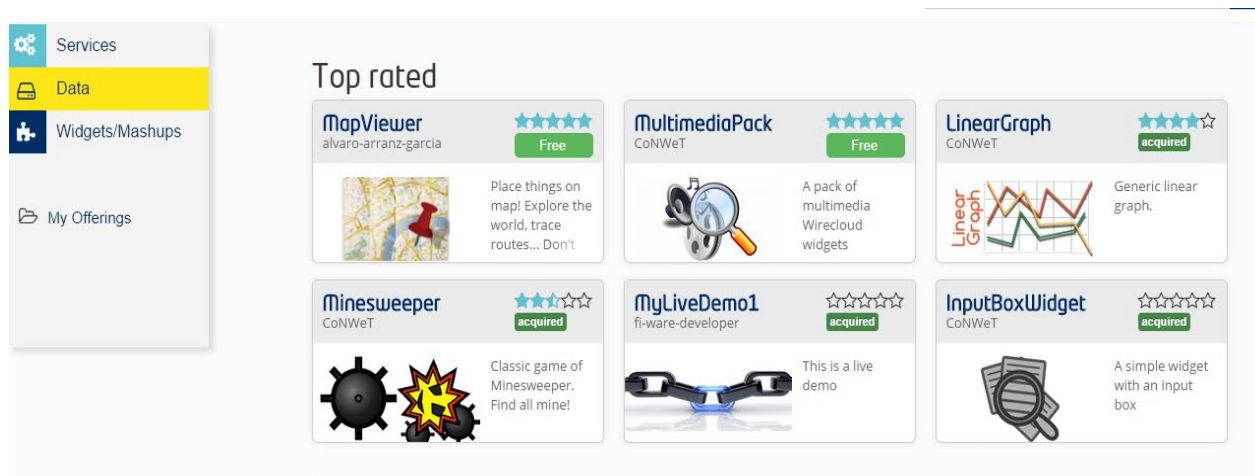 Services
Data
Widgets/Mashups
My Offerings
Top rated
MapViewer
alvaro-arranz-garcia
Free
Place things on
map! Explore the
world, trace
routes... Don't
MultimediaPack
CoNWeT
Free
A pack of
multimedia
Wirecloud
widgets
LinearGraph
CoNWeT
acquired
Linear
Graph
Generic linear
graph.
Minesweeper
CoNWeT
acquired
Classic game of
Minesweeper.
Find all mine!
MyLiveDemo1
fi-ware-developer
acquired
This is a live
demo
InputBoxWidget
CoNWeT
acquired
A simple widget
with an input
box